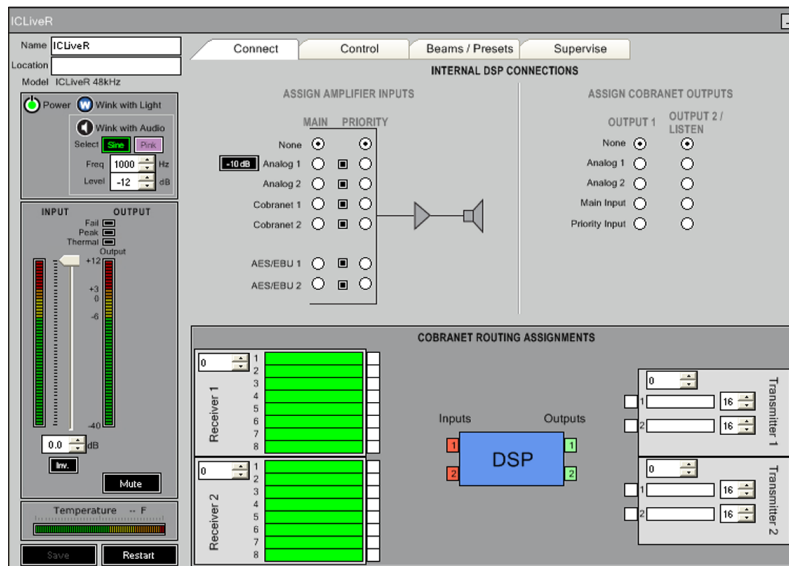 ICLiveR
Name ICLiveR
Location
Model ICLiveR 48kHz
Power W Wink with Light
Wink with Audio
Select Sine Pink
Freq 1000 Hz
Level -12 dB
INPUT OUTPUT
Fail
Peak
Thermal
Output
+12
+3
0
-6
-40
0.0 dB
Inv.
Mute
Temperature -- F
Save Restart
Connect Control Beams / Presets Supervise
INTERNAL DSP CONNECTIONS
ASSIGN AMPLIFIER INPUTS
MAIN PRIORITY
None
-10 dB Analog 1
Analog 2
Cobranet 1
Cobranet 2
AES/EBU 1
AES/EBU 2
ASSIGN COBRANET OUTPUTS
OUTPUT 1 OUTPUT 2 /
LISTEN
None
Analog 1
Analog 2
Main Input
Priority Input
COBRANET ROUTING ASSIGNMENTS
0 1
2
3
4
5
6
7
8
Receiver 1
0 1
2
3
4
5
6
7
8
Receiver 2
Inputs Outputs
1 DSP 1
2 2
0
1 16
2 16
Transmitter 1
0
1 16
2 16
Transmitter 2